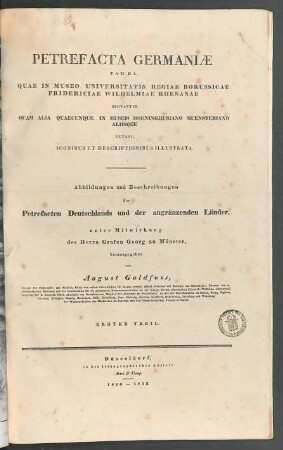 PETREFACTA GERMANIÆ
TAM EA,
QUAE IN MUSEO UNIVERSITATIS REGIAE BORUSSICAE
FRIDERICIAE WILHELMIAE RHENANAE
SERVANTUR
QUAM ALIA QUAECUNQUE IN MUSEIS HOENINGHUSIANO MUENSTERIANO
ALIISQUE
EXTANT,
ICONIBUS ET DESCRIPTIONIBUS ILLUSTRATA.
Abbildungen und Beschreibungen
der
Petrefacten Deutschlands und der angränzenden Länder,
unter Mitwirkung
des Herrn Grafen Georg zu Münster,
herausgegeben
von
August Goldfuss,
ERSTER THEIL.
Düsseldorf,
in der lithographischen Anstalt
Arnz & Comp.